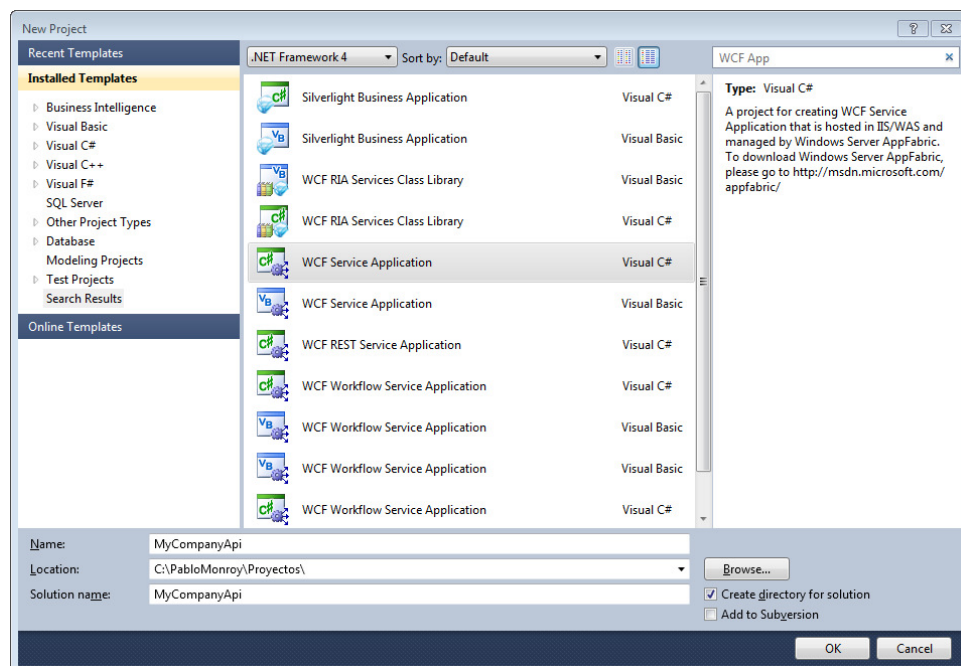 New Project
Recent Templates
Installed Templates
Business Intelligence
Visual Basic
Visual C#
Visual C++
Visual F#
SQL Server
Other Project Types
Database
Modeling Projects
Test Projects
Search Results
Online Templates
.NET Framework 4 Sort by: Default
Silverlight Business Application Visual C#
Silverlight Business Application Visual Basic
WCF RIA Services Class Library Visual Basic
WCF RIA Services Class Library Visual C#
WCF Service Application Visual C#
WCF Service Application Visual Basic
WCF REST Service Application Visual C#
WCF Workflow Service Application Visual C#
WCF Workflow Service Application Visual Basic
WCF Workflow Service Application Visual Basic
WCF Workflow Service Application Visual C#
WCF App
Type: Visual C#
A project for creating WCF Service
Application that is hosted in IIS/WAS and
managed by Windows Server AppFabric.
To download Windows Server AppFabric,
please go to http://msdn.microsoft.com/
appfabric/
Name: MyCompanyApi
Location: C:\PabloMonroy\Proyectos\ Browse...
Solution name: MyCompanyApi
Create directory for solution
Add to Subversion
OK Cancel